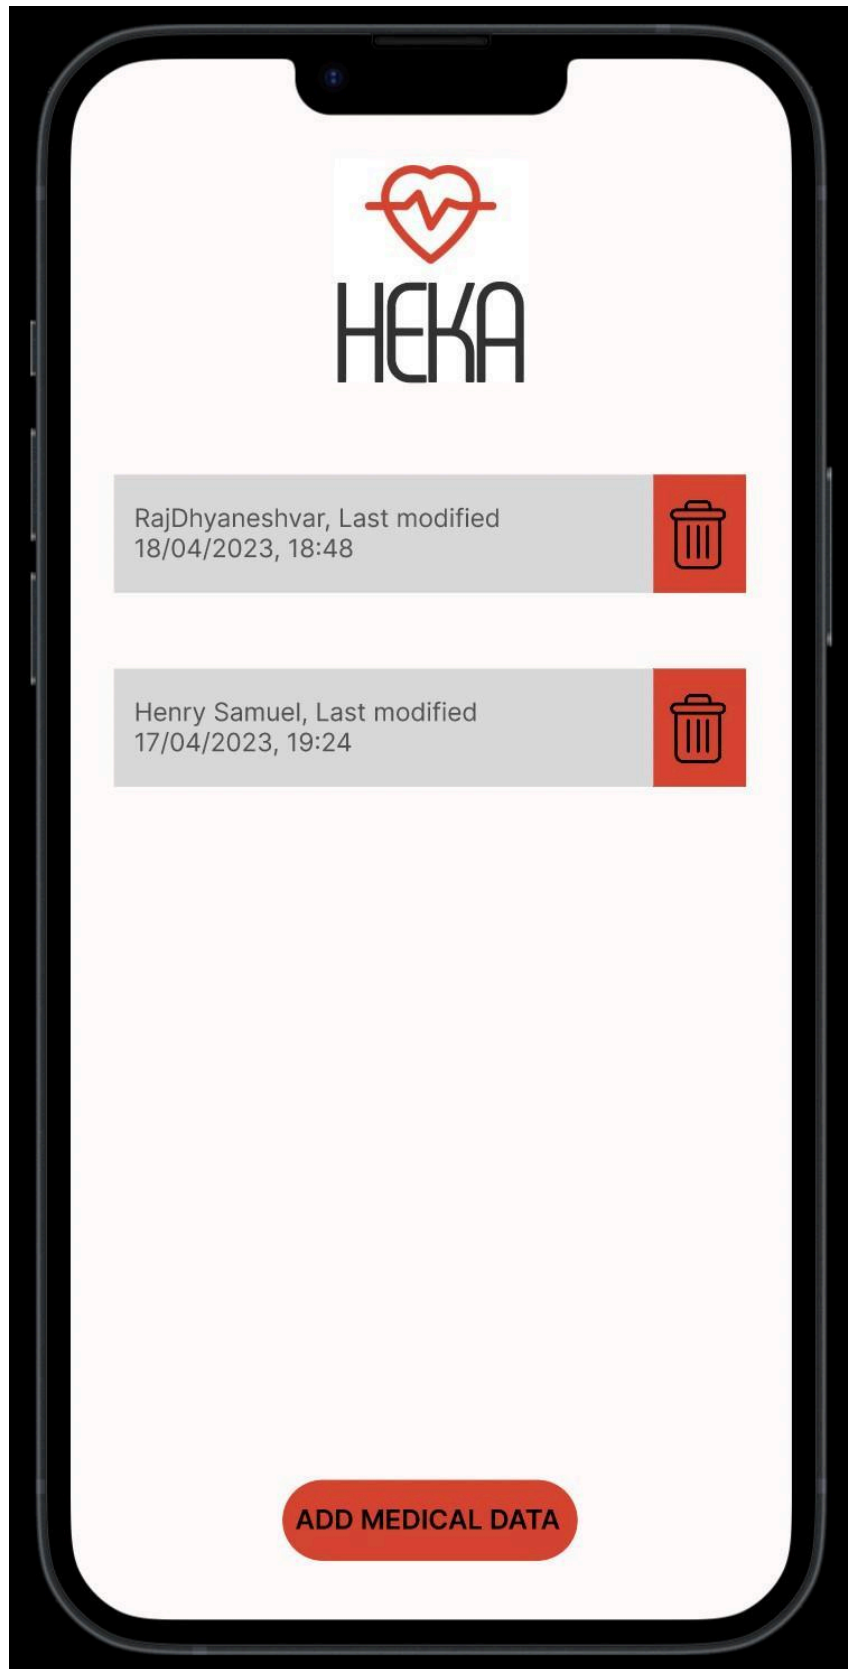 HEKA
RajDhyaneshvar, Last modified
18/04/2023, 18:48
Henry Samuel, Last modified
17/04/2023, 19:24
ADD MEDICAL DATA